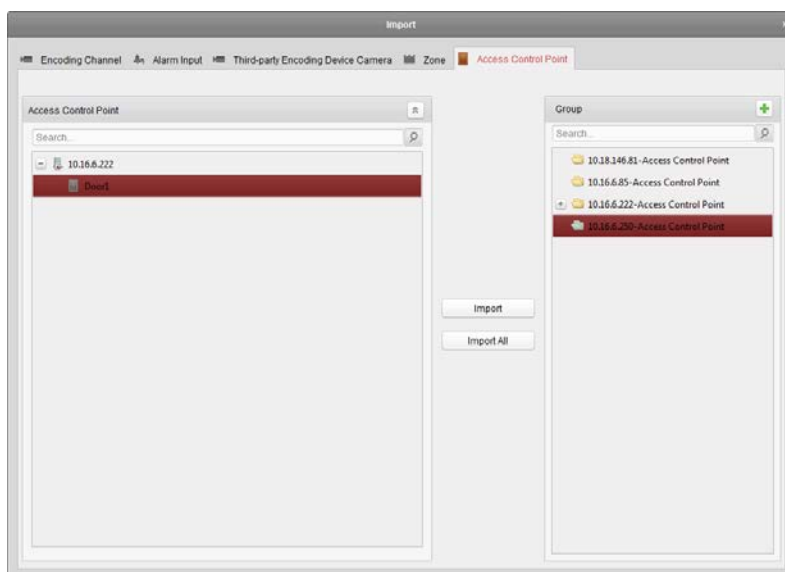 Import
Encoding Channel Alarm Input Third-party Encoding Device Camera Zone Access Control Point
Access Control Point
Search...
10.16.6.222
Door1
Import
Import All
Group
Search...
10.18.146.81-Access Control Point
10.16.6.85-Access Control Point
10.16.6.222-Access Control Point
10.16.6.250-Access Control Point